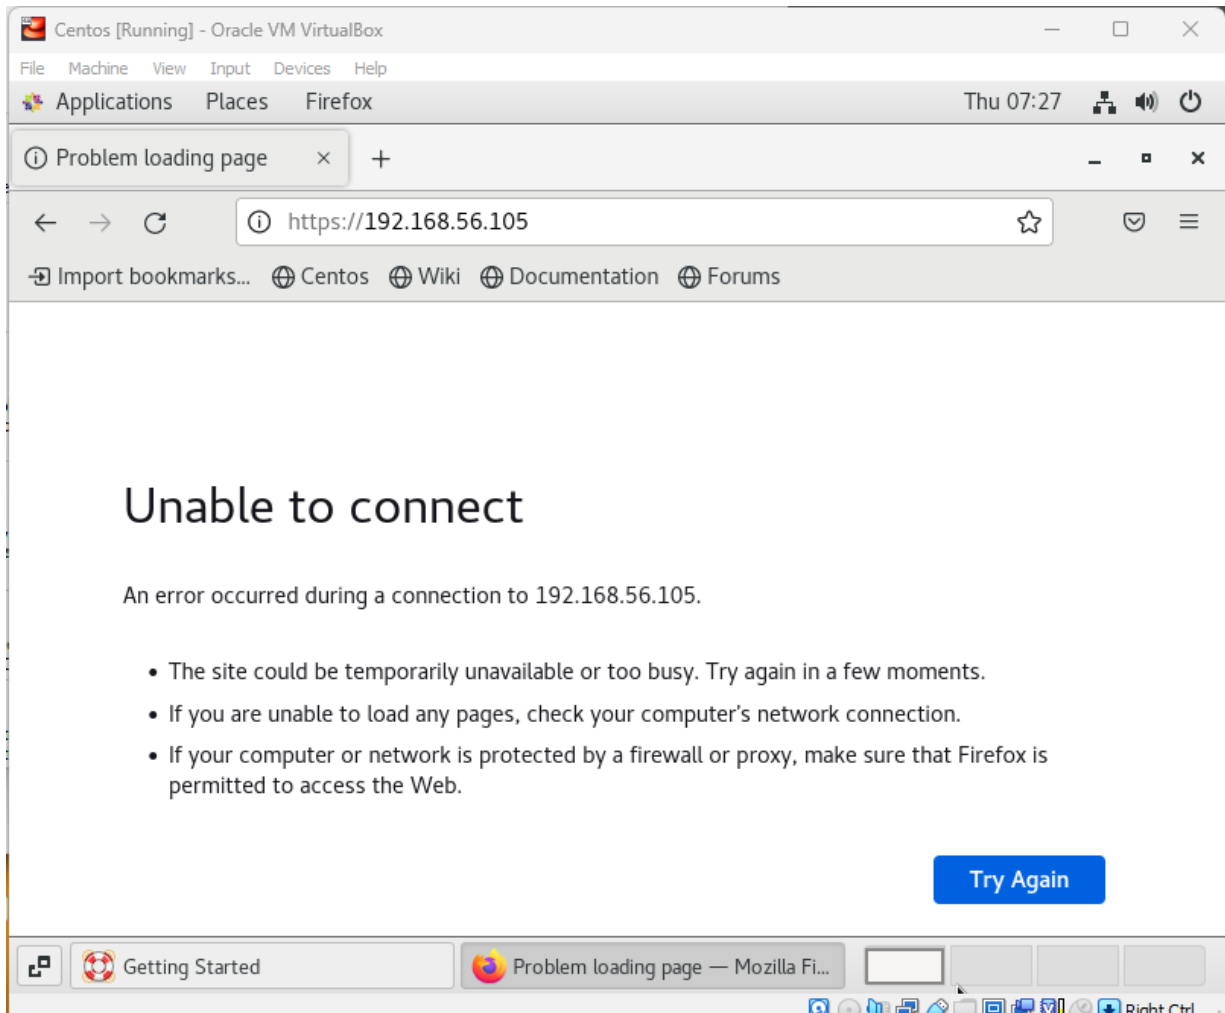 Centos [Running] - Oracle VM VirtualBox
File Machine View Input Devices Help
Applications Places Firefox Thu 07:27
Problem loading page
https://192.168.56.105
Import bookmarks... Centos Wiki Documentation Forums
Unable to connect
An error occurred during a connection to 192.168.56.105.
• The site could be temporarily unavailable or too busy. Try again in a few moments.
• If you are unable to load any pages, check your computer's network connection.
• If your computer or network is protected by a firewall or proxy, make sure that Firefox is
permitted to access the Web.
Try Again
Getting Started Problem loading page — Mozilla Fi...
Right Ctrl